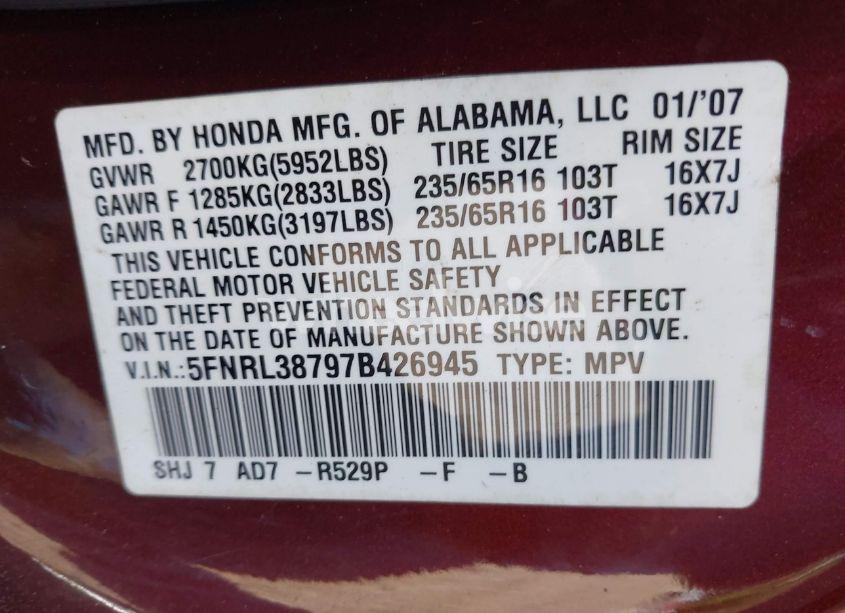 MFD. BY HONDA MFG. OF ALABAMA, LLC 01/'07
GVWR 2700KG(5952LBS) TIRE SIZE RIM SIZE
GAWR F 1285KG(2833LBS) 235/65R16 103T 16X7J
GAWR R 1450KG(3197LBS) 235/65R16 103T 16X7J
THIS VEHICLE CONFORMS TO ALL APPLICABLE
FEDERAL MOTOR VEHICLE SAFETY
AND THEFT PREVENTION STANDARDS IN EFFECT
ON THE DATE OF MANUFACTURE SHOWN ABOVE.
V.I.N.:5FNRL38797B426945 TYPE: MPV
SHJ 7 AD7 -R529P -F -B